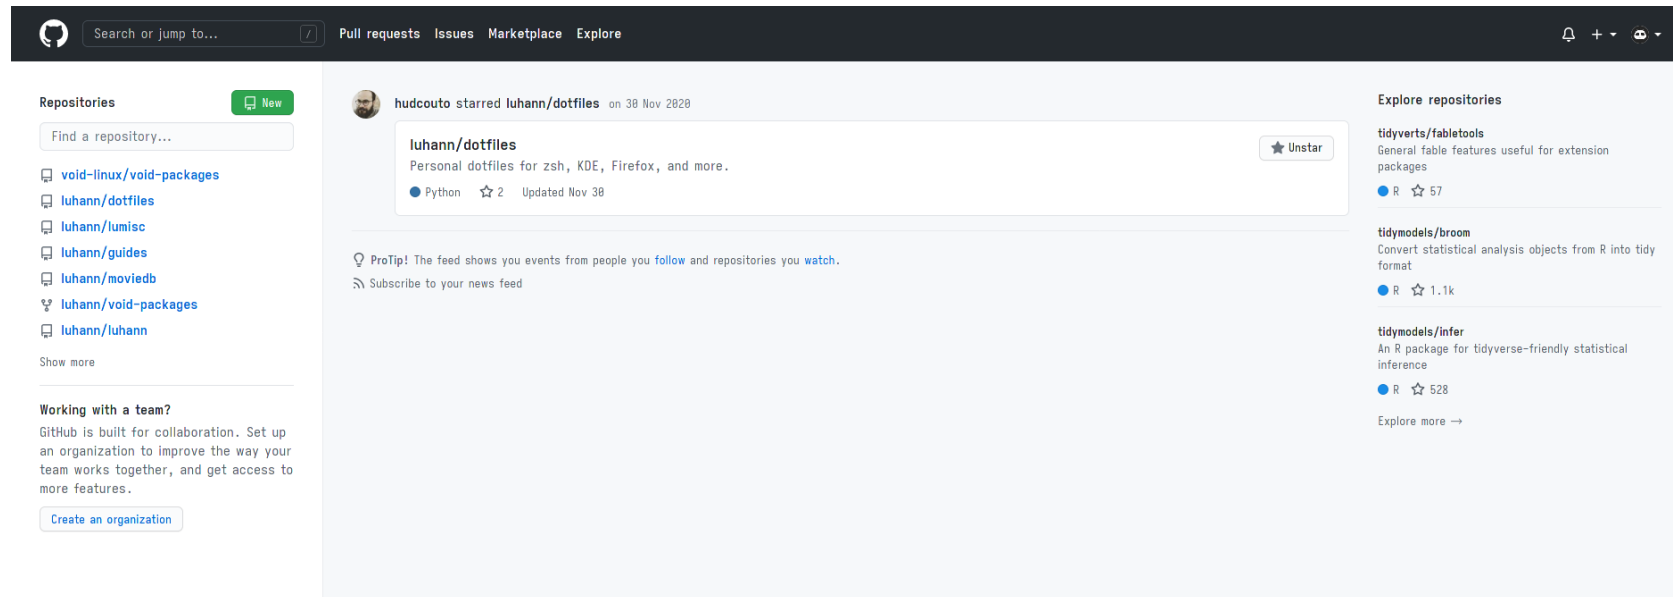 Search or jump to... /
Pull requests Issues Marketplace Explore
Repositories
New
Find a repository...
void-linux/void-packages
luhann/dotfiles
luhann/lumisc
luhann/guides
luhann/moviedb
luhann/void-packages
luhann/luhann
Show more
Working with a team?
GitHub is built for collaboration. Set up
an organization to improve the way your
team works together, and get access to
more features.
Create an organization
hudcouto starred luhann/dotfiles on 30 Nov 2020
luhann/dotfiles
Unstar
Personal dotfiles for zsh, KDE, Firefox, and more.
Python 2 Updated Nov 30
ProTip! The feed shows you events from people you follow and repositories you watch.
Subscribe to your news feed
Explore repositories
tidyverts/fabletools
General fable features useful for extension
packages
R 57
tidymodels/broom
Convert statistical analysis objects from R into tidy
format
R 1.1k
tidymodels/infer
An R package for tidyverse-friendly statistical
inference
R 528
Explore more →